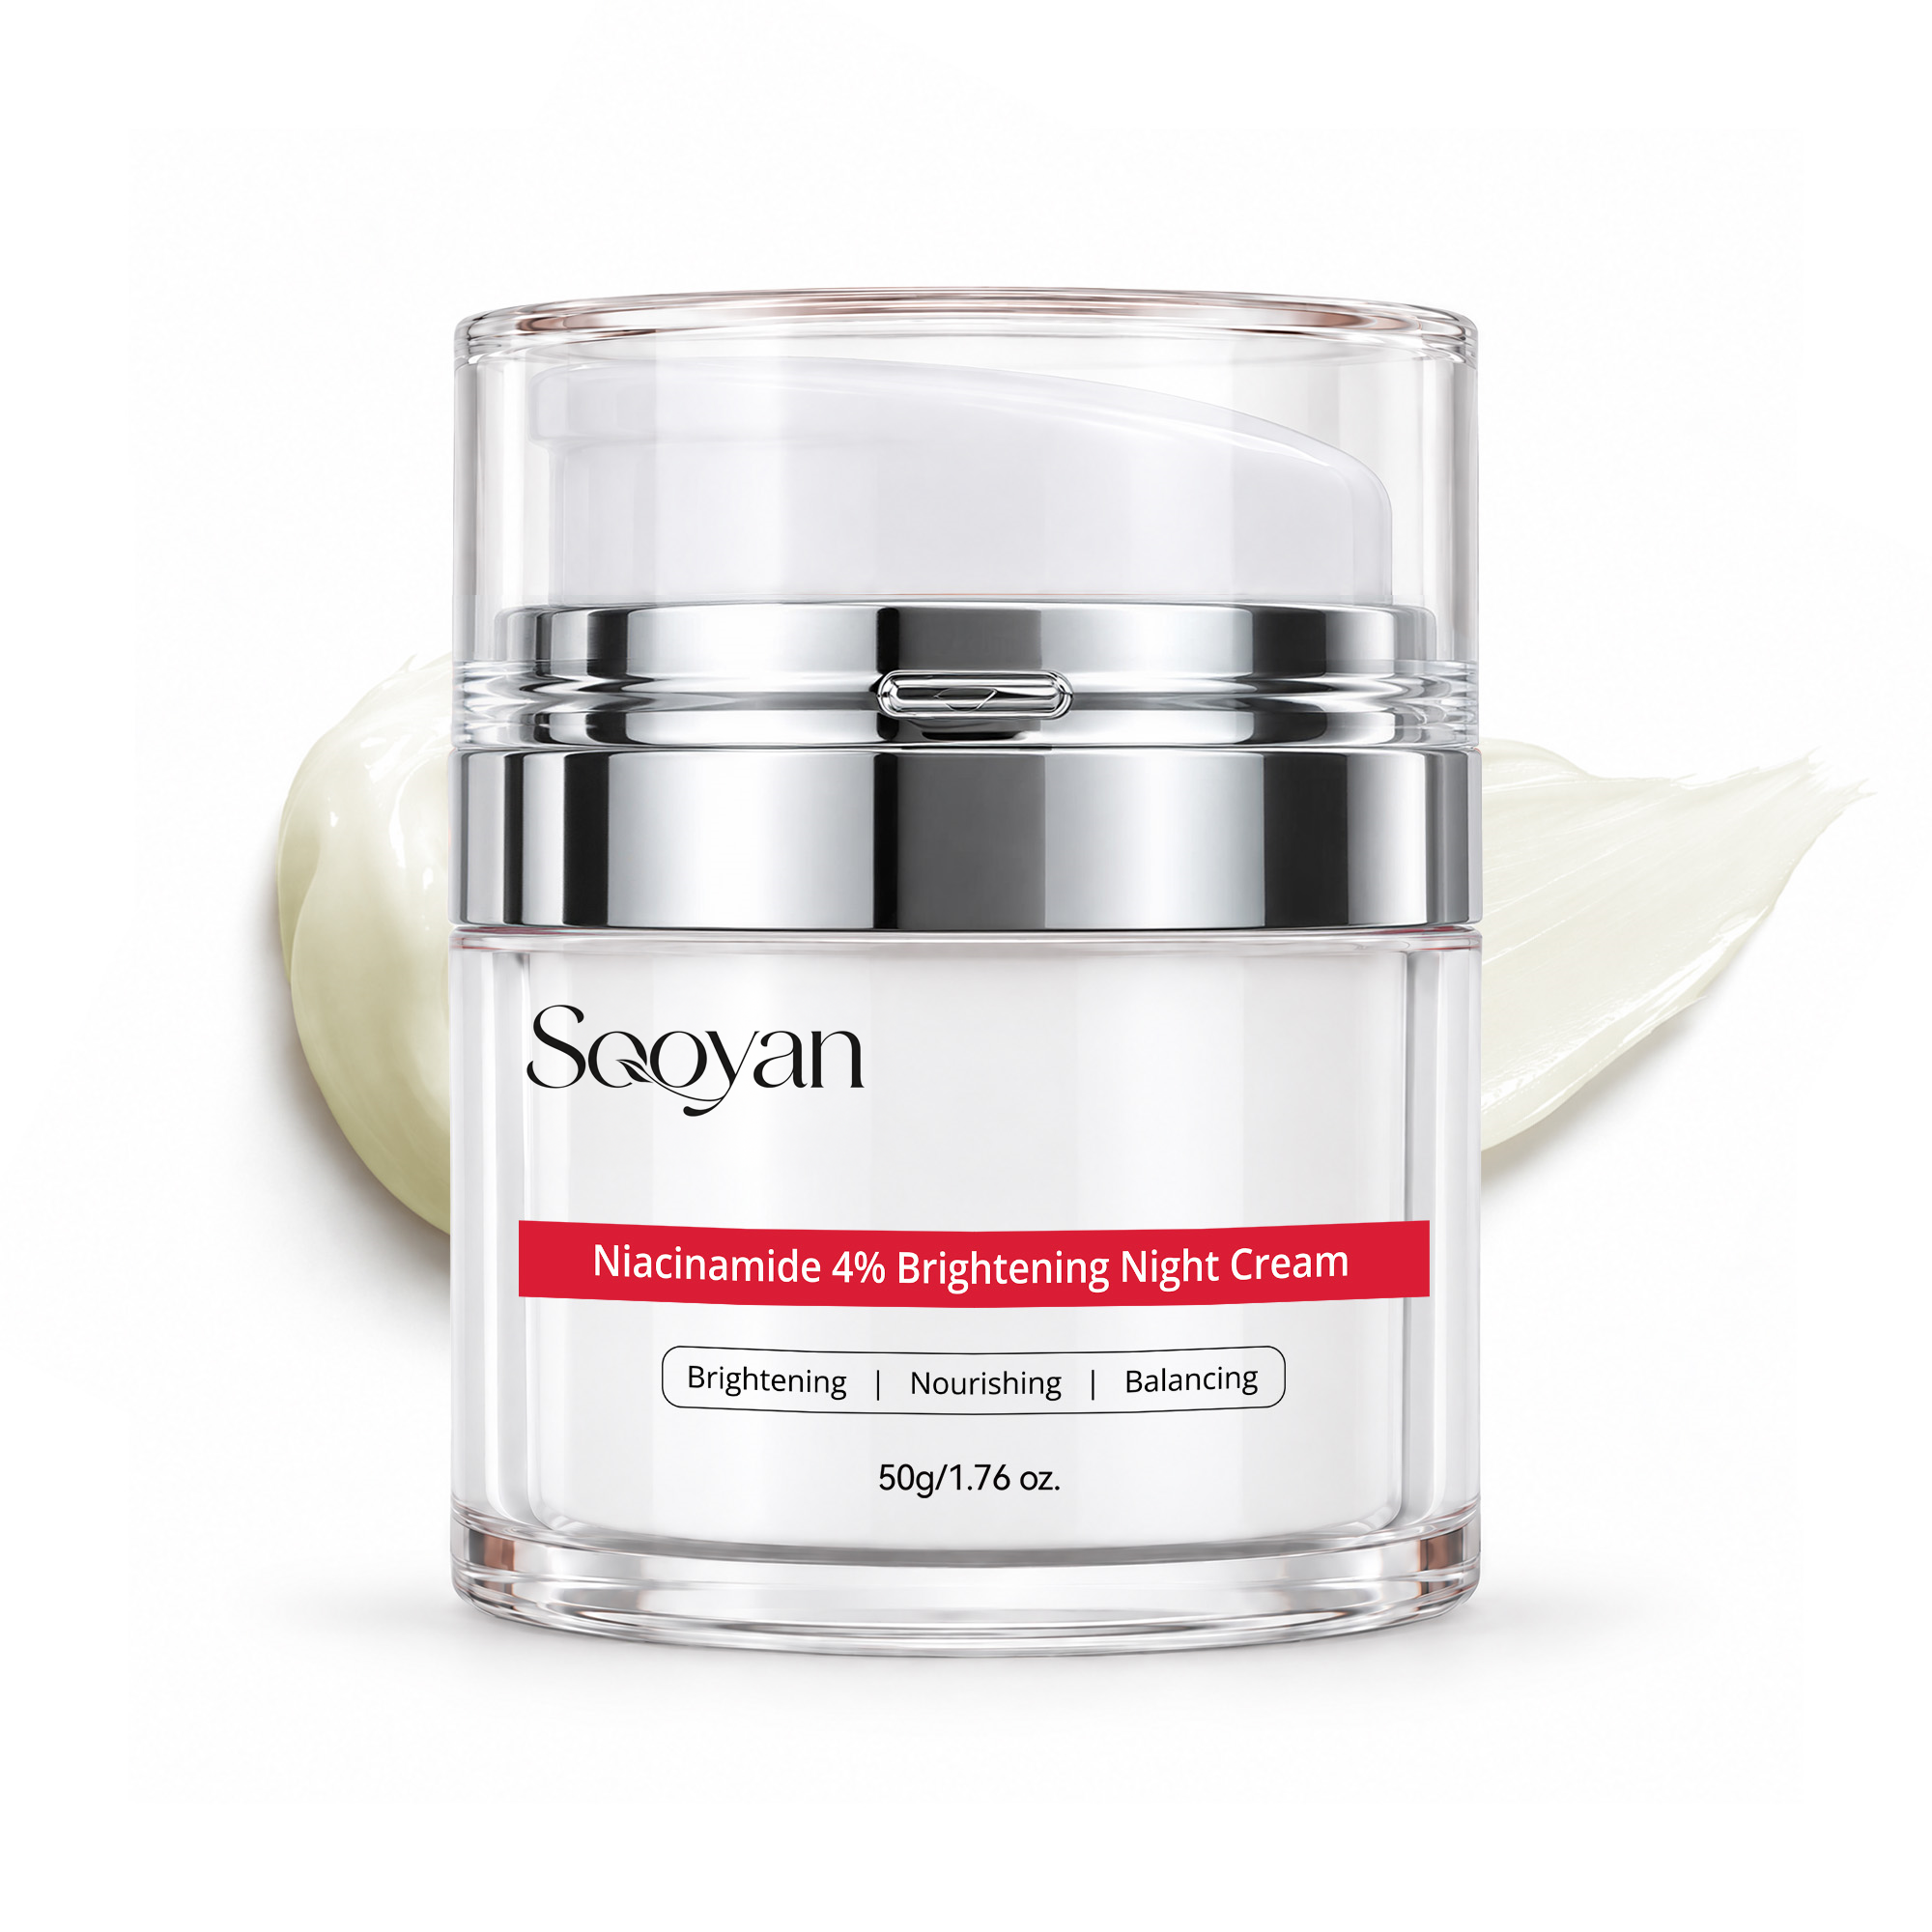 Sooyan
Niacinamide 4% Brightening Night Cream
Brightening | Nourishing | Balancing
50g/1.76 oz.